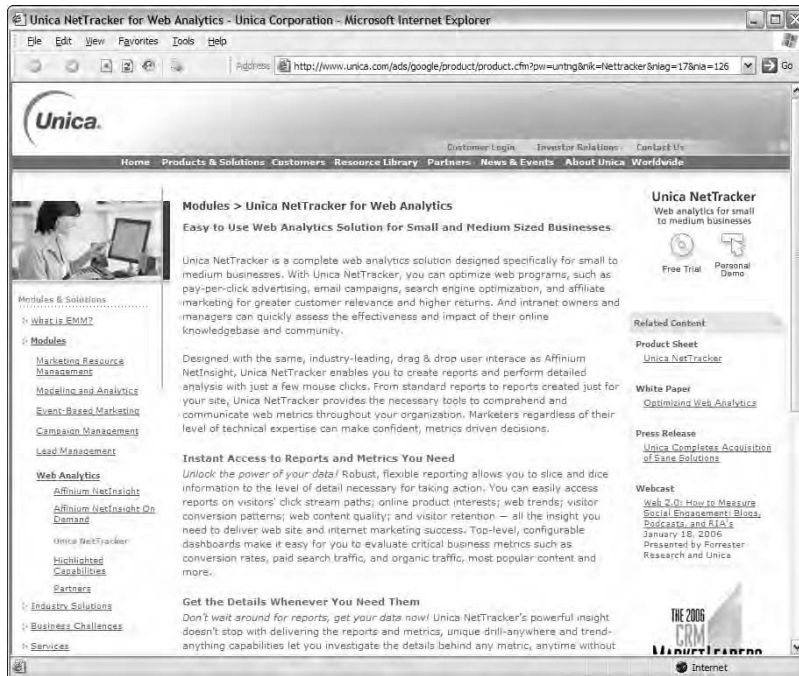 Unica NetTracker for Web Analytics - Unica Corporation - Microsoft Internet Explorer
File Edit View Favorites Tools Help
Address http://www.unica.com/ads/google/product/product.cfm?pw=untng&nik=Nettracker&niag=17&nia=126 Go
Unica.
Customer Login Investor Relations Contact Us
Home Products & Solutions Customers Resource Library Partners News & Events About Unica Worldwide
Modules & Solutions
What is EMM?
Modules
Marketing Resource
Management
Modeling and Analytics
Event-Based Marketing
Campaign Management
Lead Management
Web Analytics
Affinium NetInsight
Affinium NetInsight On
Demand
Unica NetTracker
Highlighted
Capabilities
Partners
Industry Solutions
Business Challenges
Services
Modules > Unica NetTracker for Web Analytics
Easy to Use Web Analytics Solution for Small and Medium Sized Businesses
Unica NetTracker is a complete web analytics solution designed specifically for small to
medium businesses. With Unica NetTracker, you can optimize web programs, such as
pay-per-click advertising, email campaigns, search engine optimization, and affiliate
marketing for greater customer relevance and higher returns. And intranet owners and
managers can quickly assess the effectiveness and impact of their online
knowledgebase and community.
Designed with the same, industry-leading, drag & drop user interace as Affinium
NetInsight, Unica NetTracker enables you to create reports and perform detailed
analysis with just a few mouse clicks. From standard reports to reports created just for
your site, Unica NetTracker provides the necessary tools to comprehend and
communicate web metrics throughout your organization. Marketers regardless of their
level of technical expertise can make confident, metrics driven decisions.
Instant Access to Reports and Metrics You Need
Unlock the power of your data! Robust, flexible reporting allows you to slice and dice
information to the level of detail necessary for taking action. You can easily access
reports on visitors' click stream paths; online product interests; web trends; visitor
conversion patterns; web content quality; and visitor retention — all the insight you
need to deliver web site and internet marketing success. Top-level, configurable
dashboards make it easy for you to evaluate critical business metrics such as
conversion rates, paid search traffic, and organic traffic, most popular content and
more.
Get the Details Whenever You Need Them
Don't wait around for reports, get your data now! Unica NetTracker's powerful insight
doesn't stop with delivering the reports and metrics, unique drill-anywhere and trend-
anything capabilities let you investigate the details behind any metric, anytime without
Unica NetTracker
Web analytics for small
to medium businesses
Free Trial Personal
Demo
Related Content
Product Sheet
Unica NetTracker
White Paper
Optimizing Web Analytics
Press Release
Unica Completes Acquisition
of Sane Solutions
Webcast
Web 2.0: How to Measure
Social Engagement: Blogs,
Podcasts, and RIA's
January 18, 2006
Presented by Forrester
Research and Unica
THE 2006
CRM
MARKET LEADERS
Internet